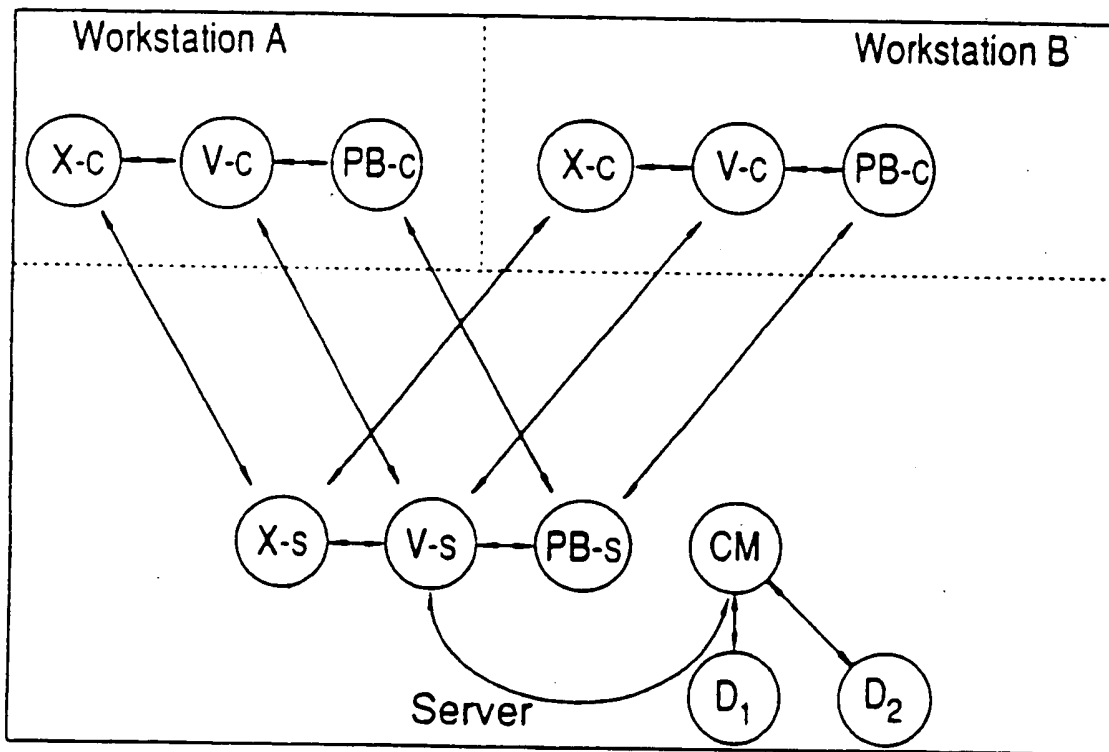 Workstation A
Workstation B
X-c
V-c
PB-c
X-c
V-c
PB-c
X-s
V-s
PB-s
CM
Server
D1
D2